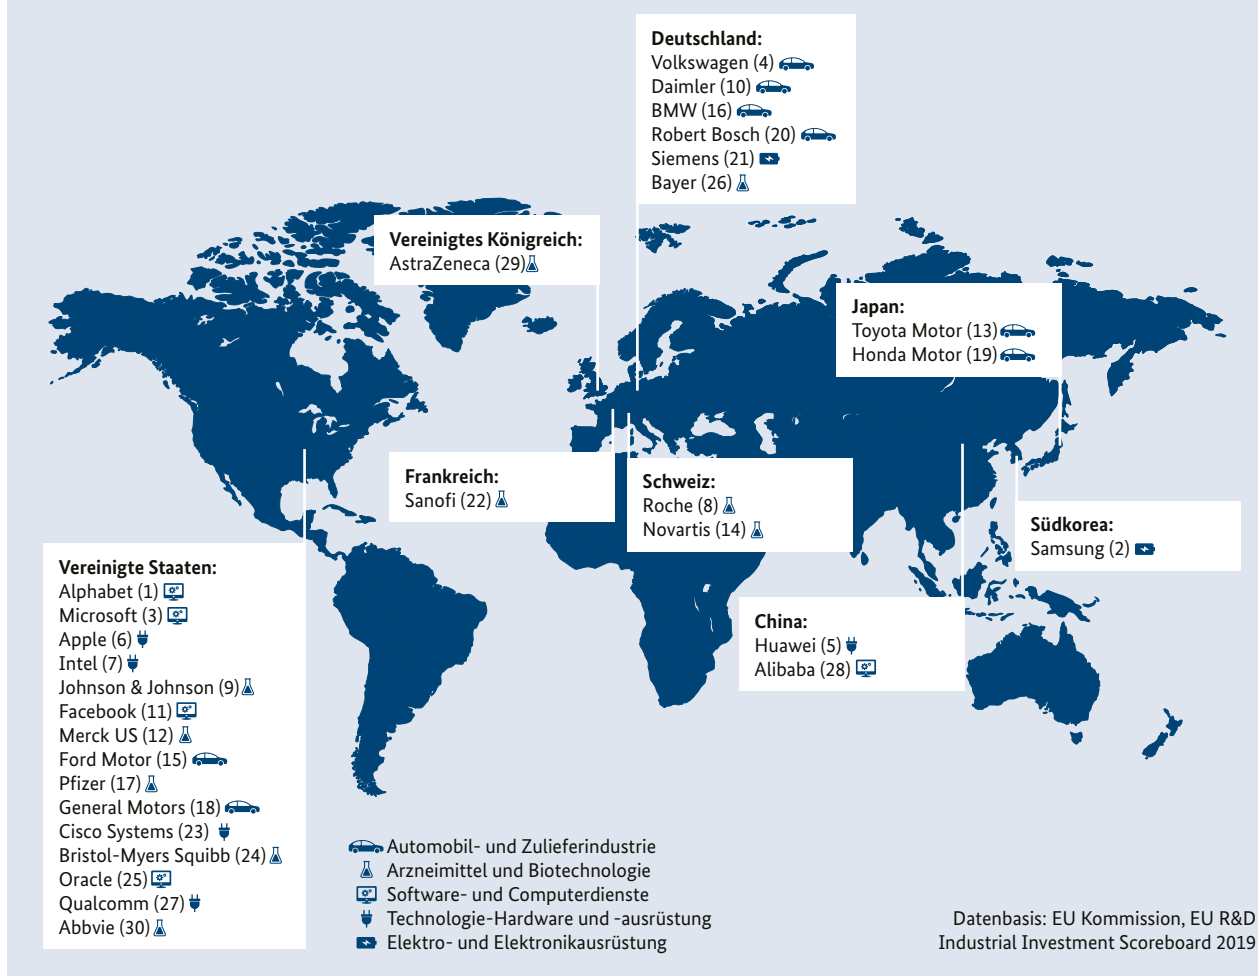 Deutschland:
Volkswagen (4)
Daimler (10)
BMW (16)
Robert Bosch (20)
Siemens (21)
Bayer (26)
Vereinigtes Königreich:
AstraZeneca (29)
Japan:
Toyota Motor (13)
Honda Motor (19)
Frankreich:
Sanofi (22)
Schweiz:
Roche (8)
Novartis (14)
Südkorea:
Samsung (2)
Vereinigte Staaten:
Alphabet (1)
Microsoft (3)
Apple (6)
Intel (7)
Johnson & Johnson (9)
Facebook (11)
Merck US (12)
Ford Motor (15)
Pfizer (17)
General Motors (18)
Cisco Systems (23)
Bristol-Myers Squibb (24)
Oracle (25)
Qualcomm (27)
Abbvie (30)
China:
Huawei (5)
Alibaba (28)
Automobil- und Zulieferindustrie
Arzneimittel und Biotechnologie
Software- und Computerdienste
Technologie-Hardware und -ausrüstung
Elektro- und Elektronikausrüstung
Datenbasis: EU Kommission, EU R&D
Industrial Investment Scoreboard 2019